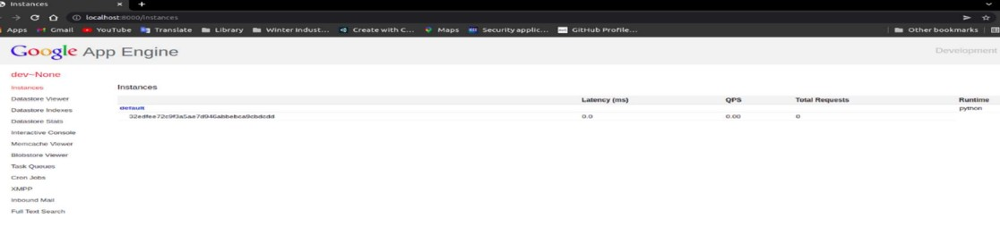 Instances
localhost:8000/instances
Apps Gmail YouTube Translate Library Winter Indust... Create with C... Maps Security applic... GitHub Profile... Other bookmarks
Google App Engine
Development
dev~None
Instances
Datastore Viewer
Datastore Indexes
Datastore Stats
Interactive Console
Memcache Viewer
Blobstore Viewer
Task Queues
Cron Jobs
XMPP
Inbound Mail
Full Text Search
Instances
Latency (ms) QPS Total Requests Runtime
default python
0.0 0.00 0